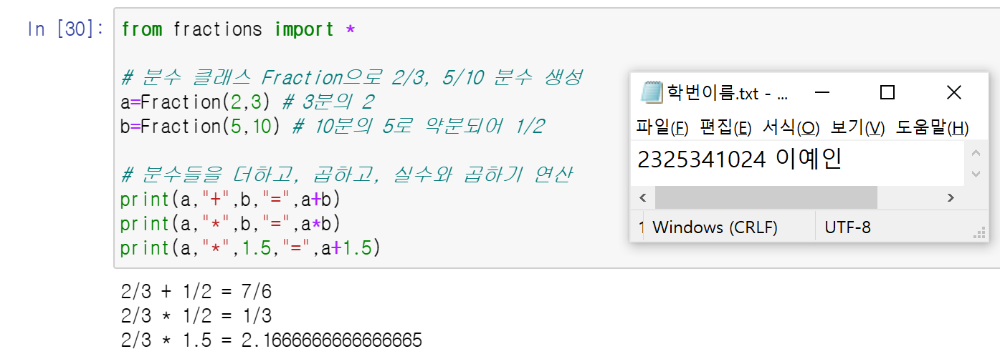 In [30]:
from fractions import *
# 분수 클래스 Fraction으로 2/3, 5/10 분수 생성
a=Fraction(2,3) # 3분의 2
b=Fraction(5,10) # 10분의 5로 약분되어 1/2
# 분수들을 더하고, 곱하고, 실수와 곱하기 연산
print(a,"+",b,"=",a+b)
print(a,"*",b,"=",a*b)
print(a,"*",1.5,"=",a+1.5)
2/3 + 1/2 = 7/6
2/3 * 1/2 = 1/3
2/3 * 1.5 = 2.1666666666666665
학번이름.txt - ...
파일(F) 편집(E) 서식(O) 보기(V) 도움말(H)
2325341024 이예인
Windows (CRLF) UTF-8